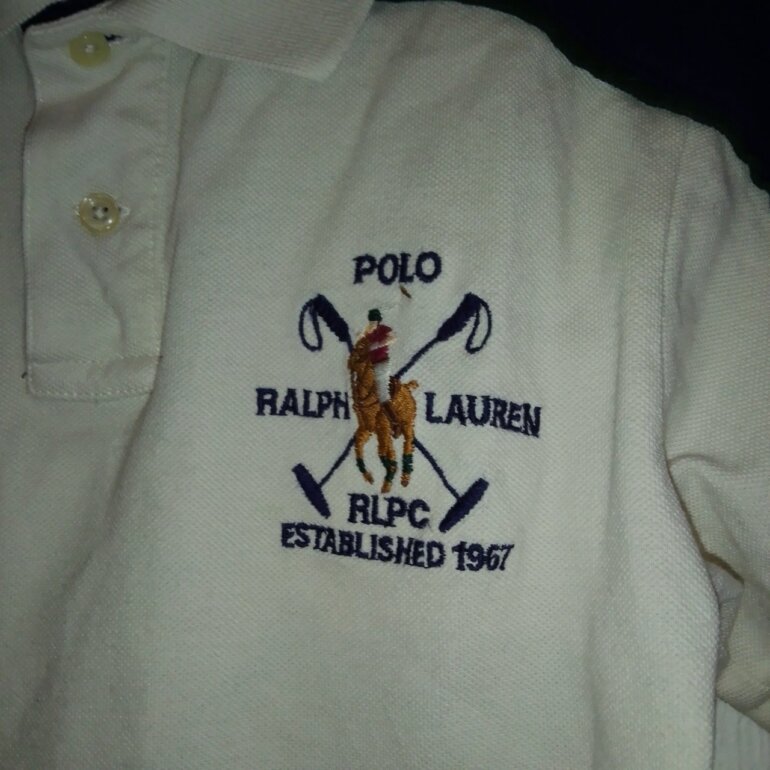 POLO
RALPH LAUREN
RLPC
ESTABLISHED 1967